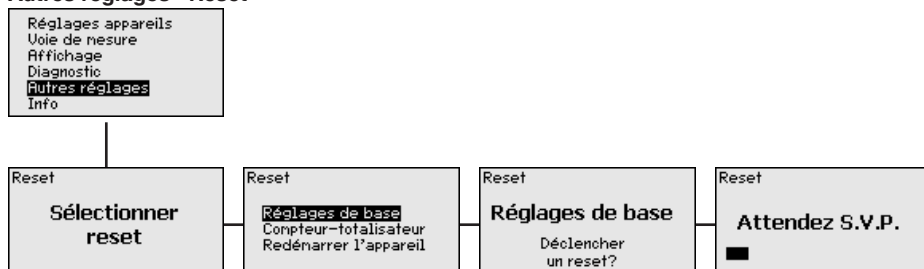 Autres réglages - Reset
Réglages appareils
Voie de mesure
Affichage
Diagnostic
Autres réglages
Info
Reset
Sélectionner
reset
Reset
Réglages de base
Compteur-totalisateur
Redémarrer l'appareil
Reset
Réglages de base
Déclencher
un reset?
Reset
Attendez S.V.P.